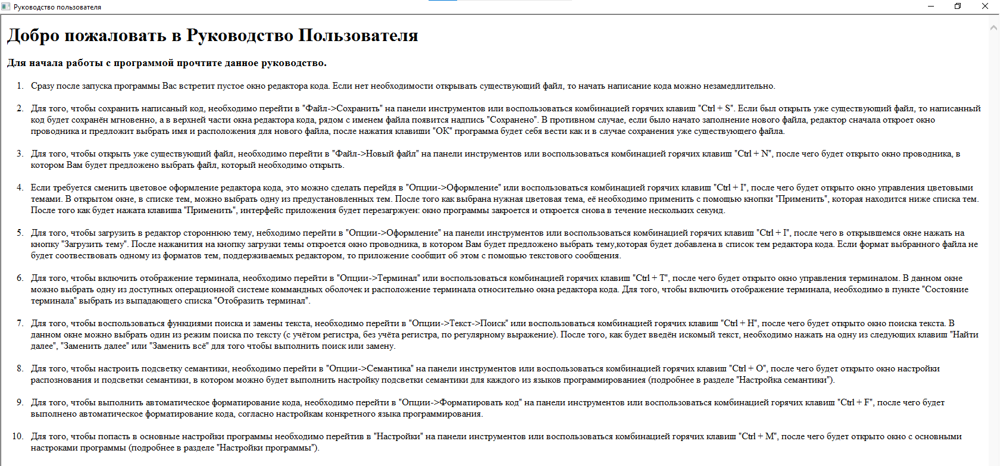 Руководство пользователя
Добро пожаловать в Руководство Пользователя
Для начала работы с программой прочтите данное руководство.
1. Сразу после запуска программы Вас встретит пустое окно редактора кода. Если нет необходимости открывать существующий файл, то начать написание кода можно незамедлительно.
2. Для того, чтобы сохранить написаный код, необходимо перейти в "Файл->Сохранить" на панели инструментов или воспользоваться комбинацией горячих клавиш "Ctrl + S". Если был открыть уже существующий файл, то написанный
код будет сохранён мгновенно, а в верхней части окна редактора кода, рядом с именем файла появится надпись "Сохранено". В противном случае, если было начато заполнение нового файла, редактор сначала откроет окно
проводника и предложит выбрать имя и расположения для нового файла, после нажатия клавиши "ОК" программа будет себя вести как и в случае сохранения уже существующего файла.
3. Для того, чтобы открыть уже существующий файл, необходимо перейти в "Файл->Новый файл" на панели инструментов или воспользоваться комбинацией горячих клавиш "Ctrl + N", после чего будет открыто окно проводника, в
котором Вам будет предложено выбрать файл, который необходимо открыть.
4. Если требуется сменить цветовое оформление редактора кода, это можно сделать перейдя в "Опции->Оформление" или воспользоваться комбинацией горячих клавиш "Ctrl + I", после чего будет открыто окно управления цветовыми
темами. В открытом окне, в списке тем, можно выбрать одну из предустановленных тем. После того как выбрана нужная цветовая тема, её необходимо применить с помощью кнопки "Применить", которая находится ниже списка тем.
После того как будет нажата клавиша "Применить", интерфейс приложения будет перезагржуен: окно программы закроется и откроется снова в течение нескольких секунд.
5. Для того, чтобы загрузить в редактор стороннюю тему, небходимо перейти в "Опции->Оформление" на панели инструментов или воспользоваться комбинацией горячих клавиш "Ctrl + I", после чего в открывшемся окне нажать на
кнопку "Загрузить тему". После нажанития на кнопку загрузки темы откроется окно проводника, в котором Вам будет предложено выбрать тему,которая будет добавлена в список тем редактора кода. Если формат выбранного файла не
будет соотвествовать одному из форматов тем, поддерживаемых редактором, то приложение сообщит об этом с помощью текстового сообщения.
6. Для того, чтобы включить отображение терминала, необходимо перейти в "Опции->Терминал" или воспользоваться комбинацией горячих клавиш "Ctrl + T", после чего будет открыто окно управления терминалом. В данном окне
можно выбрать одну из доступных операционной системе коммандных оболочек и расположение терминала относительно окна редактора кода. Для того, чтобы включить отображение терминала, необходимо в пункте "Состояние
терминала" выбрать из выпадающего списка "Отобразить терминал".
7. Для того, чтобы воспользоваться функциями поиска и замены текста, необходимо перейти в "Опции->Текст->Поиск" или воспользоваться комбинацией горячих клавиш "Ctrl + H", после чего будет открыто окно поиска текста. В
данном окне можно выбрать один из режим поиска по тексту (с учётом регистра, без учёта регистра, по регулярному выражение). После того, как будет введён искомый текст, необходимо нажать на одну из следующих клавиш "Найти
далее", "Заменить далее" или "Заменить всё" для того чтобы выполнить поиск или замену.
8. Для того, чтобы настроить подсветку семантики, необходимо перейти в "Опции->Семантика" на панели инструментов или воспользоваться комбинацией горячих клавиш "Ctrl + O", после чего будет открыто окно настройки
распознования и подсветки семантики, в котором можно будет выполнить настройку подсветки семантики для каждого из языков программированиея (подробнее в разделе "Настройка семантики").
9. Для того, чтобы выполнить автоматическое форматирование кода, необходимо перейти в "Опции->Форматировать код" на панели инструментов или воспользоваться комбинацией горячих клавиш "Ctrl + F", после чего будет
выполнено автоматическое форматирование кода, согласно настройкам конкретного языка программирования.
10. Для того, чтобы попасть в основные настройки программы необходимо перейтив в "Настройки" на панели инструментов или воспользоваться комбинацией горячих клавиш "Ctrl + M", после чего будет открыто окно с основными
настроками программы (подробнее в разделе "Настройки программы").